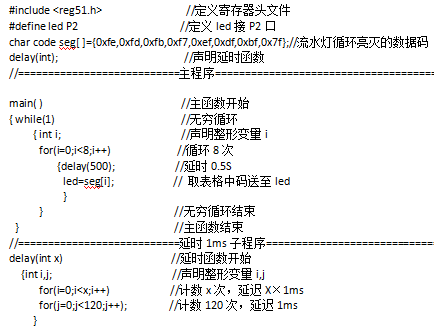 #include <reg51.h> //定义寄存器头文件
#define led P2 //定义 led 接 P2 口
char code seg[ ]={0xfe,0xfd,0xfb,0xf7,0xef,0xdf,0xbf,0x7f};//流水灯循环亮灭的数据码
delay(int); //声明延时函数
//===========================主程序===========================
main( ) //主函数开始
{ while(1) //无穷循环
{ int i; //声明整形变量 i
for(i=0;i<8;i++) //循环 8 次
{delay(500); //延时 0.5S
led=seg[i]; // 取表格中码送至 led
}
} //无穷循环结束
} //主函数结束
//===========================延时 1ms 子程序===========================
delay(int x) //延时函数开始
{int i,j; //声明整形变量 i,j
for(i=0;i<x;i++) //计数 x 次，延迟 X×1ms
for(j=0;j<120;j++); //计数 120 次，延迟 1ms
}